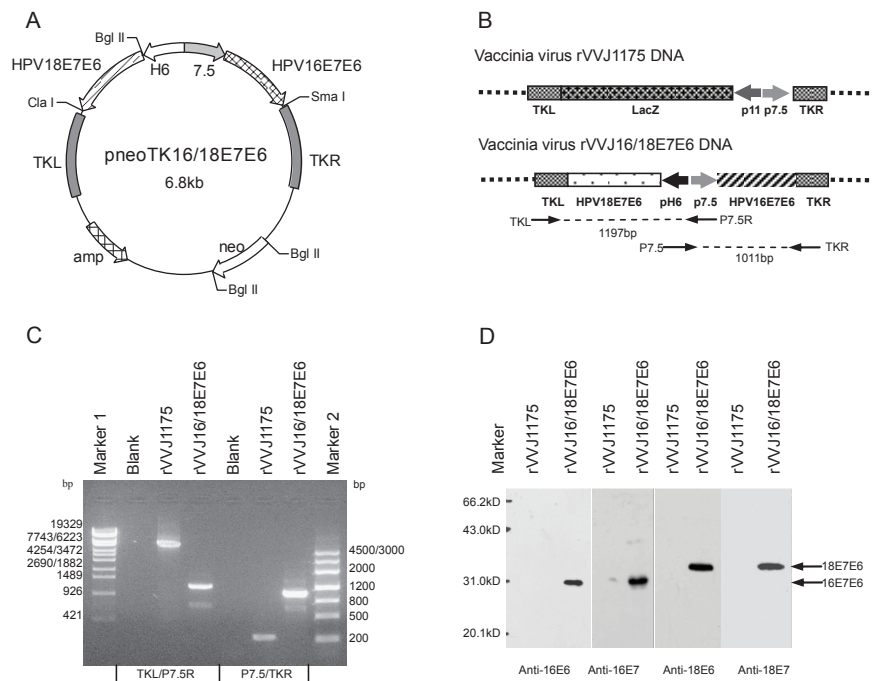 A
Bgl II
HPV18E7E6
H6
7.5
HPV16E7E6
Cla I
Sma I
TKL
pneoTK16/18E7E6
6.8kb
TKR
amp
neo
Bgl II
Bgl II
B
Vaccinia virus rVVJ1175 DNA
TKL LacZ p11 p7.5 TKR
Vaccinia virus rVVJ16/18E7E6 DNA
TKL HPV18E7E6 pH6 p7.5 HPV16E7E6 TKR
TKL P7.5R
1197bp
P7.5 TKR
1011bp
C
Marker 1
Blank
rVVJ1175
rVVJ16/18E7E6
Blank
rVVJ1175
rVVJ16/18E7E6
Marker 2
bp
bp
19329
7743/6223
4254/3472
2690/1882
1489
926
421
4500/3000
2000
1200
800
500
200
TKL/P7.5R
P7.5/TKR
D
Marker
rVVJ1175
rVVJ16/18E7E6
rVVJ1175
rVVJ16/18E7E6
rVVJ1175
rVVJ16/18E7E6
rVVJ1175
rVVJ16/18E7E6
66.2kD
43.0kD
31.0kD
20.1kD
18E7E6
16E7E6
Anti-16E6 Anti-16E7 Anti-18E6 Anti-18E7